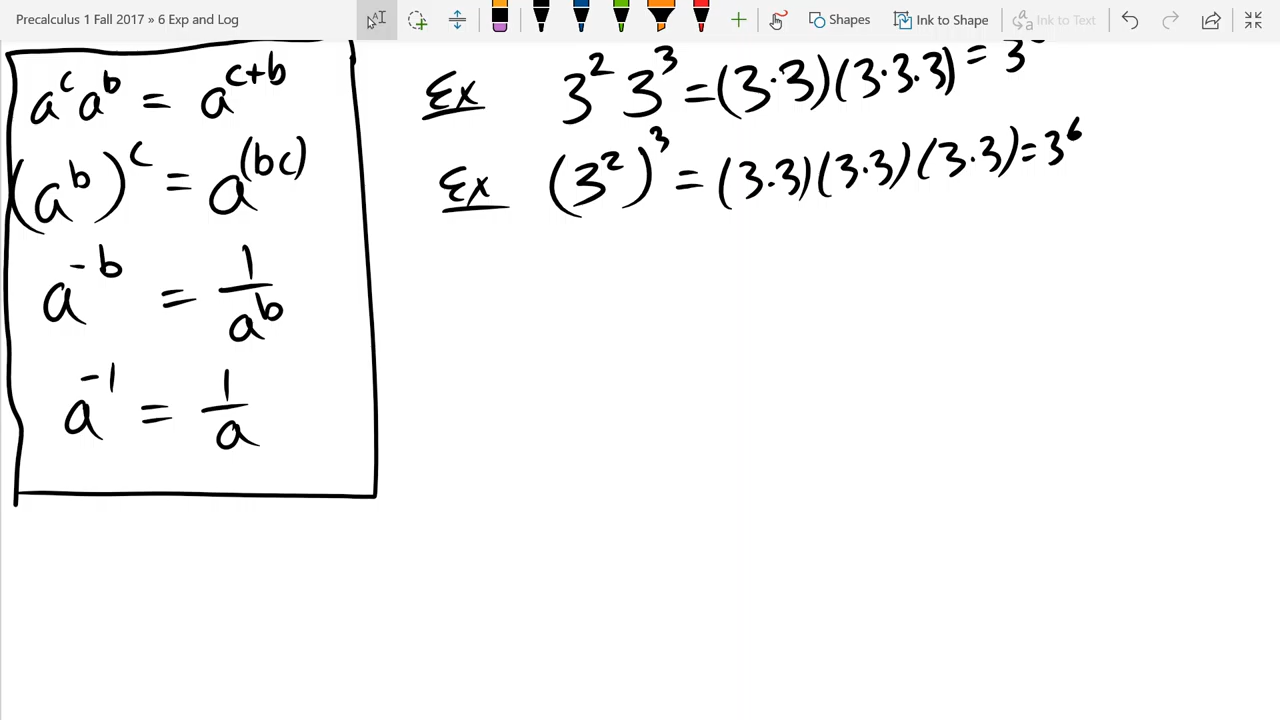 Precalculus 1 Fall 2017 » 6 Exp and Log
Shapes
Ink to Shape
Ink to Text
a^c a^b = a^{c+b}
(a^b)^c = a^{(bc)}
a^{-b} = 1/a^b
a^{-1} = 1/a
Ex 3^2 3^3 = (3·3)(3·3·3) = 3
Ex (3^2)^3 = (3·3)(3·3)(3·3) = 3^6